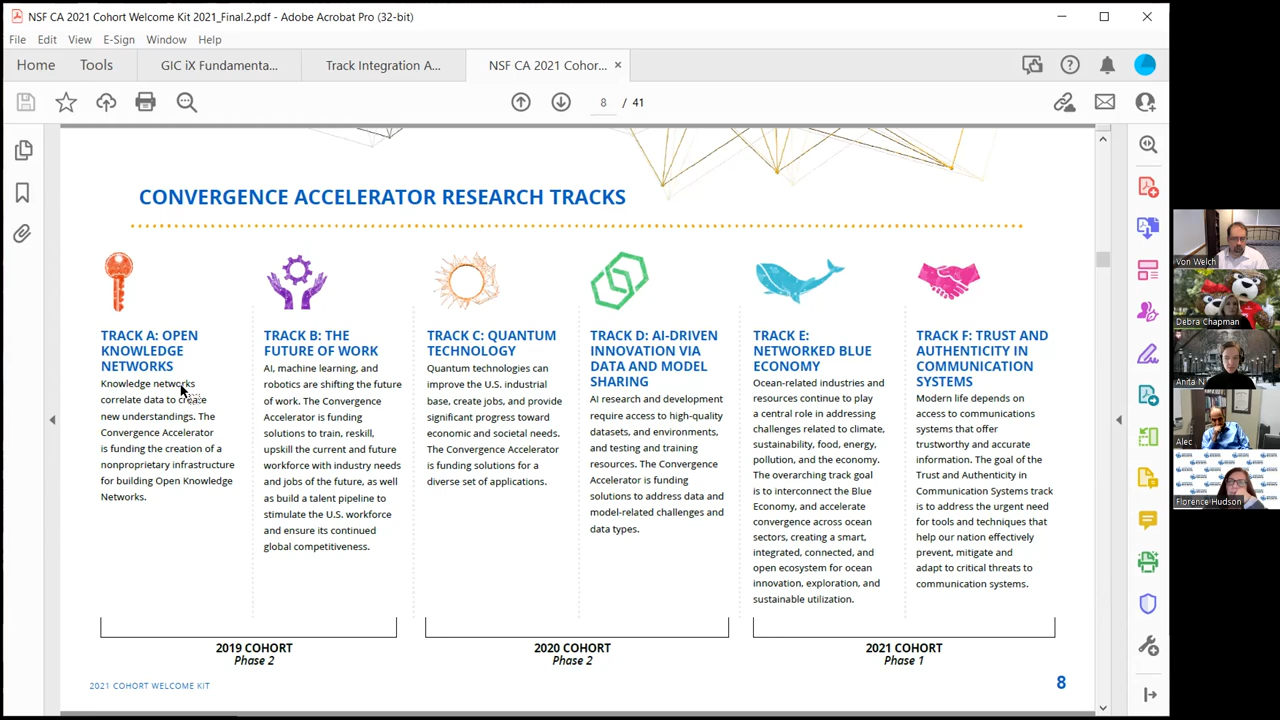 NSF CA 2021 Cohort Welcome Kit 2021_Final.2.pdf - Adobe Acrobat Pro (32-bit)
File Edit View E-Sign Window Help
Home Tools GIC iX Fundamenta... Track Integration A... NSF CA 2021 Cohor... ×
8 / 41
CONVERGENCE ACCELERATOR RESEARCH TRACKS
TRACK A: OPEN
KNOWLEDGE
NETWORKS
Knowledge networks
correlate data to create
new understandings. The
Convergence Accelerator
is funding the creation of a
nonproprietary infrastructure
for building Open Knowledge
Networks.
TRACK B: THE
FUTURE OF WORK
AI, machine learning, and
robotics are shifting the future
of work. The Convergence
Accelerator is funding
solutions to train, reskill,
upskill the current and future
workforce with industry needs
and jobs of the future, as well
as build a talent pipeline to
stimulate the U.S. workforce
and ensure its continued
global competitiveness.
TRACK C: QUANTUM
TECHNOLOGY
Quantum technologies can
improve the U.S. industrial
base, create jobs, and provide
significant progress toward
economic and societal needs.
The Convergence Accelerator
is funding solutions for a
diverse set of applications.
TRACK D: AI-DRIVEN
INNOVATION VIA
DATA AND MODEL
SHARING
AI research and development
require access to high-quality
datasets, and environments,
and testing and training
resources. The Convergence
Accelerator is funding
solutions to address data and
model-related challenges and
data types.
TRACK E:
NETWORKED BLUE
ECONOMY
Ocean-related industries and
resources continue to play
a central role in addressing
challenges related to climate,
sustainability, food, energy,
pollution, and the economy.
The overarching track goal
is to interconnect the Blue
Economy, and accelerate
convergence across ocean
sectors, creating a smart,
integrated, connected, and
open ecosystem for ocean
innovation, exploration, and
sustainable utilization.
TRACK F: TRUST AND
AUTHENTICITY IN
COMMUNICATION
SYSTEMS
Modern life depends on
access to communications
systems that offer
trustworthy and accurate
information. The goal of the
Trust and Authenticity in
Communication Systems track
is to address the urgent need
for tools and techniques that
help our nation effectively
prevent, mitigate and
adapt to critical threats to
communication systems.
2019 COHORT
Phase 2
2020 COHORT
Phase 2
2021 COHORT
Phase 1
2021 COHORT WELCOME KIT
8
Von Welch
Debra Chapman
Anita N
Alec
Florence Hudson